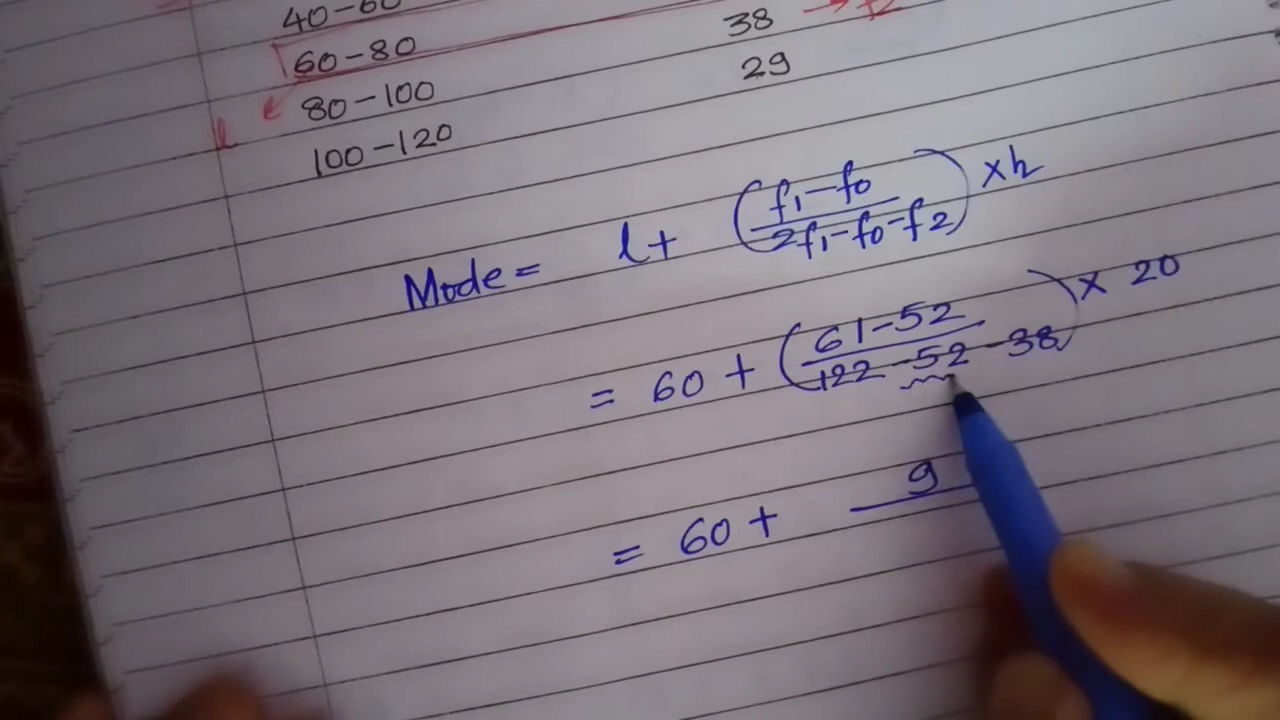 40-60
60-80 38 → f2
80-100 29
l 100-120
Mode = l + (f1-f0 / 2f1-f0-f2) × h
= 60 + (61-52 / 122-52-38) × 20
= 60 + 9